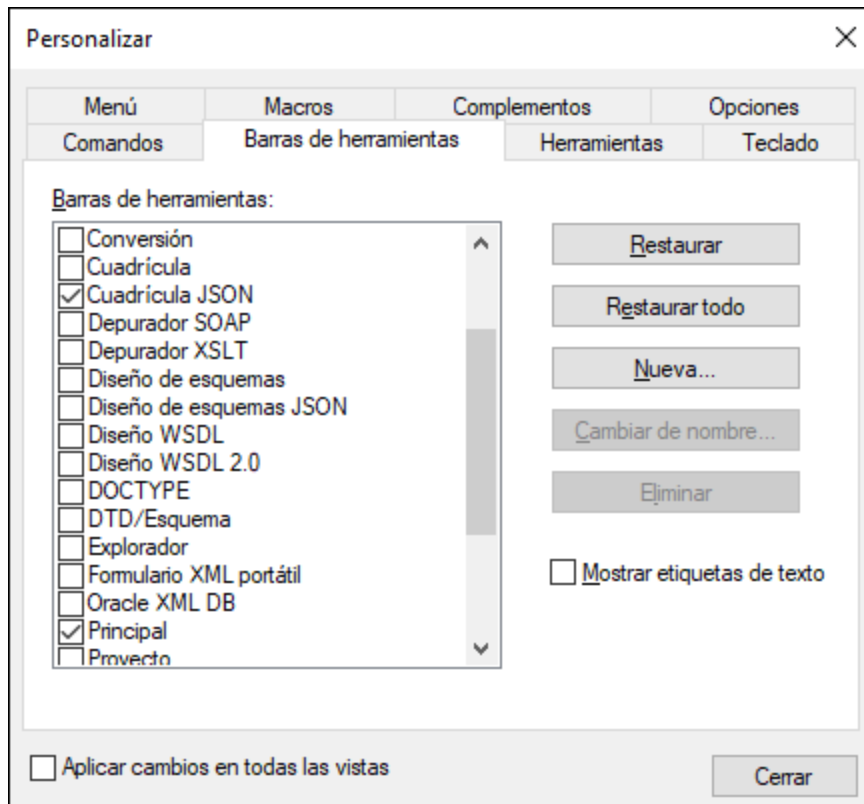 Personalizar
Menú Macros Complementos Opciones
Comandos Barras de herramientas Herramientas Teclado
Barras de herramientas:
Conversión
Cuadrícula
Cuadrícula JSON
Depurador SOAP
Depurador XSLT
Diseño de esquemas
Diseño de esquemas JSON
Diseño WSDL
Diseño WSDL 2.0
DOCTYPE
DTD/Esquema
Explorador
Formulario XML portátil
Oracle XML DB
Principal
Proyecto
Restaurar
Restaurar todo
Nueva...
Cambiar de nombre...
Eliminar
Mostrar etiquetas de texto
Aplicar cambios en todas las vistas
Cerrar